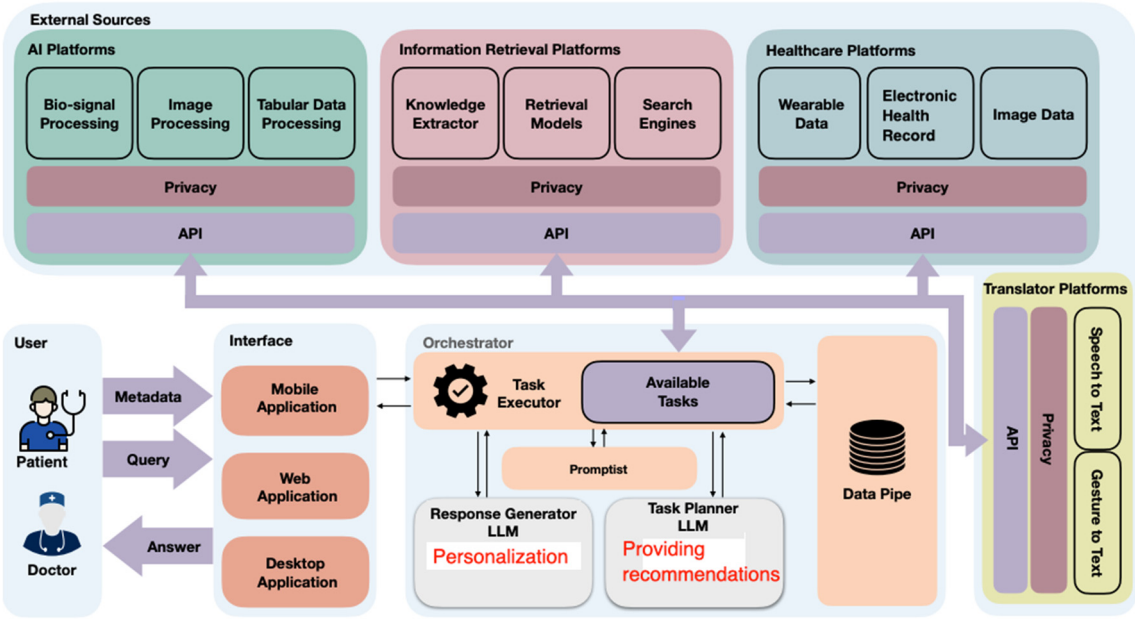 External Sources
AI Platforms
Bio-signal
Processing
Image
Processing
Tabular Data
Processing
Privacy
API
Information Retrieval Platforms
Knowledge
Extractor
Retrieval
Models
Search
Engines
Privacy
API
Healthcare Platforms
Wearable
Data
Electronic
Health
Record
Image Data
Privacy
API
Translator Platforms
API
Privacy
Speech to Text
Gesture to Text
User
Patient
Doctor
Metadata
Query
Answer
Interface
Mobile
Application
Web
Application
Desktop
Application
Orchestrator
Task
Executor
Available
Tasks
Promptist
Response Generator
LLM
Personalization
Task Planner
LLM
Providing
recommendations
Data Pipe